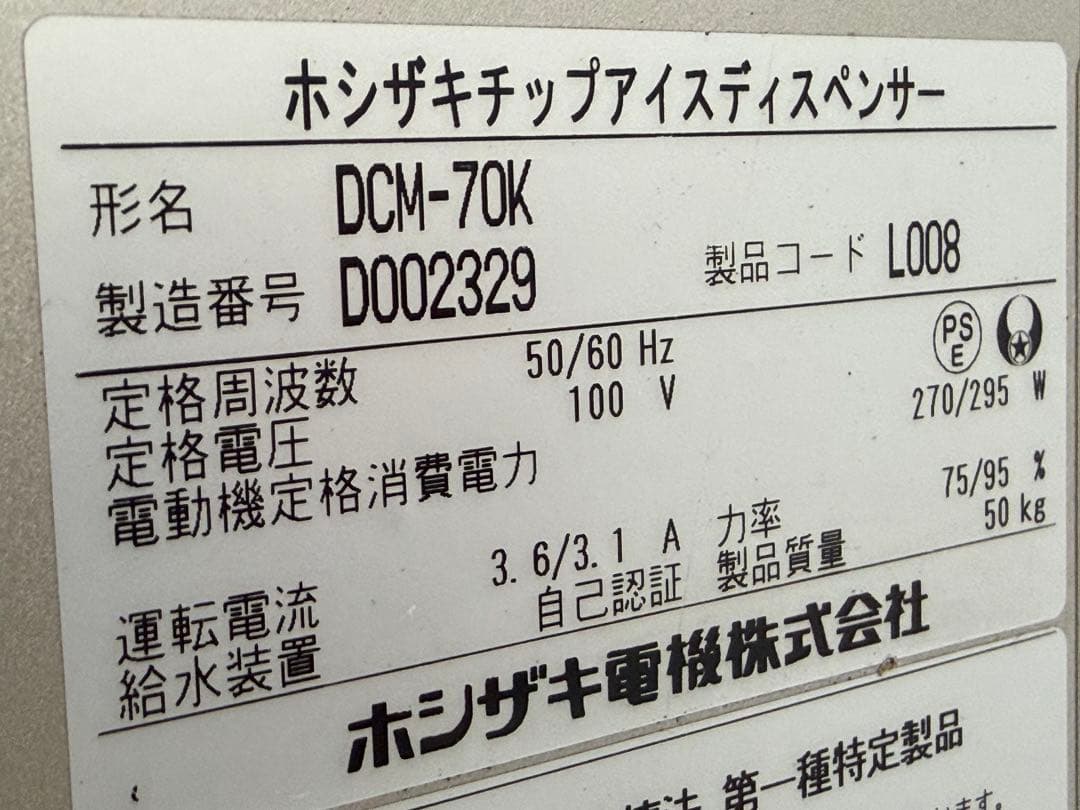 ホシザキチップアイスディスペンサー
形名 DCM-70K
製造番号 D002329 製品コード L008
定格周波数 50/60 Hz PSE
定格電圧 100 V
電動機定格消費電力 270/295 W
運転電流 3.6/3.1 A 力率 75/95 %
給水装置 自己認証 製品質量 50 kg
ホシザキ電機株式会社
法 第一種特定製品
ます。